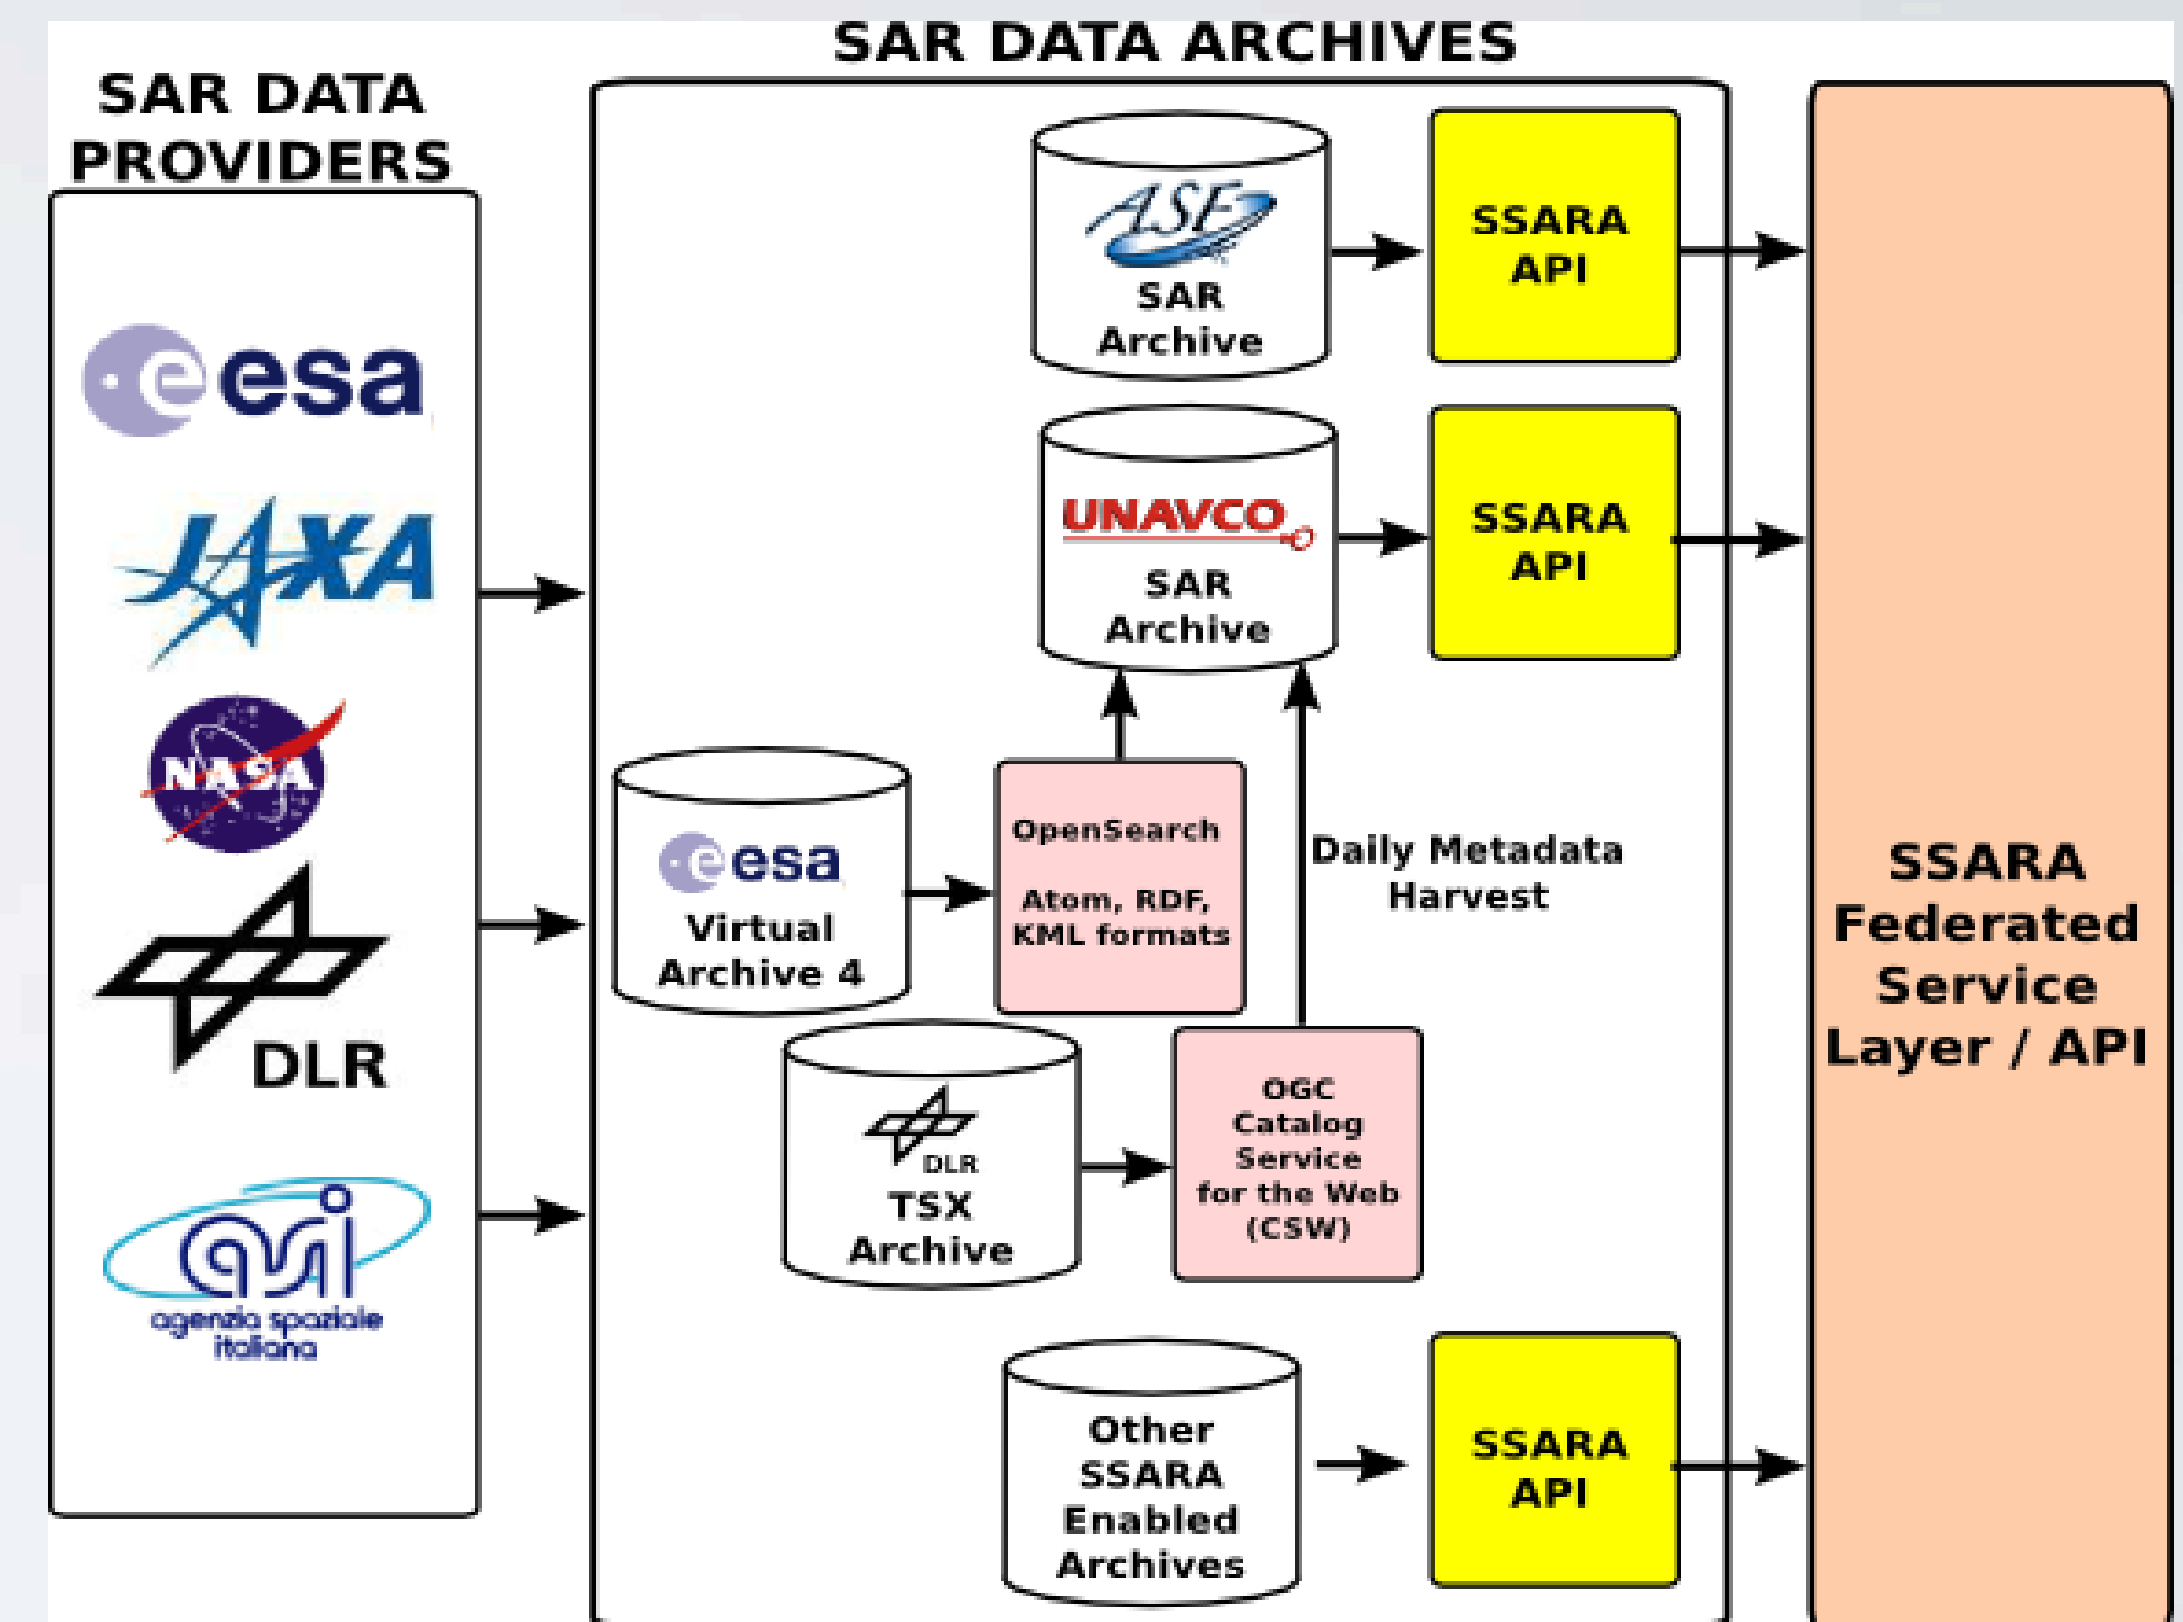 SAR DATA
PROVIDERS
esa
JAXA
NASA
DLR
asi
agenzia spaziale
italiana
SAR DATA ARCHIVES
ASF
SAR
Archive
SSARA
API
UNAVCO
SAR
Archive
SSARA
API
esa
Virtual
Archive 4
OpenSearch
Atom, RDF,
KML formats
Daily Metadata
Harvest
DLR
TSX
Archive
OGC
Catalog
Service
for the Web
(CSW)
Other
SSARA
Enabled
Archives
SSARA
API
SSARA
Federated
Service
Layer / API